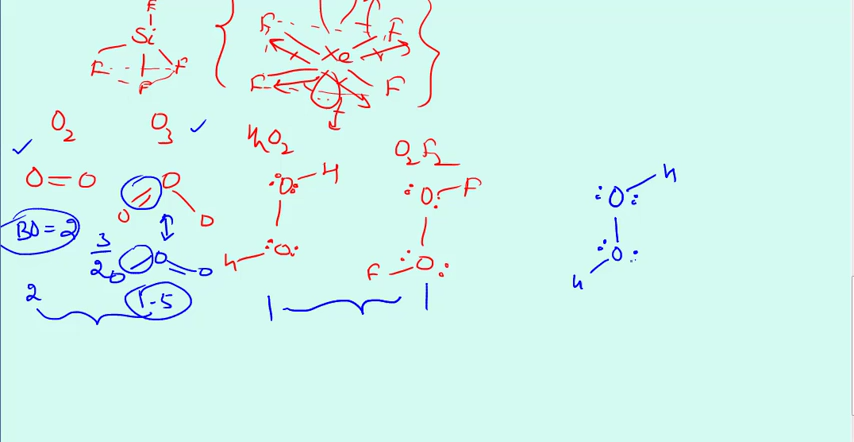 F
Si
F F
F
F F
Xe
F F
O2 O3 H2O2 O2F2
O=O
O O O
BO = 2
3/2
O O O
2 1-5
O-H
H-O
O-F
F-O
1 1
O-H
H-O